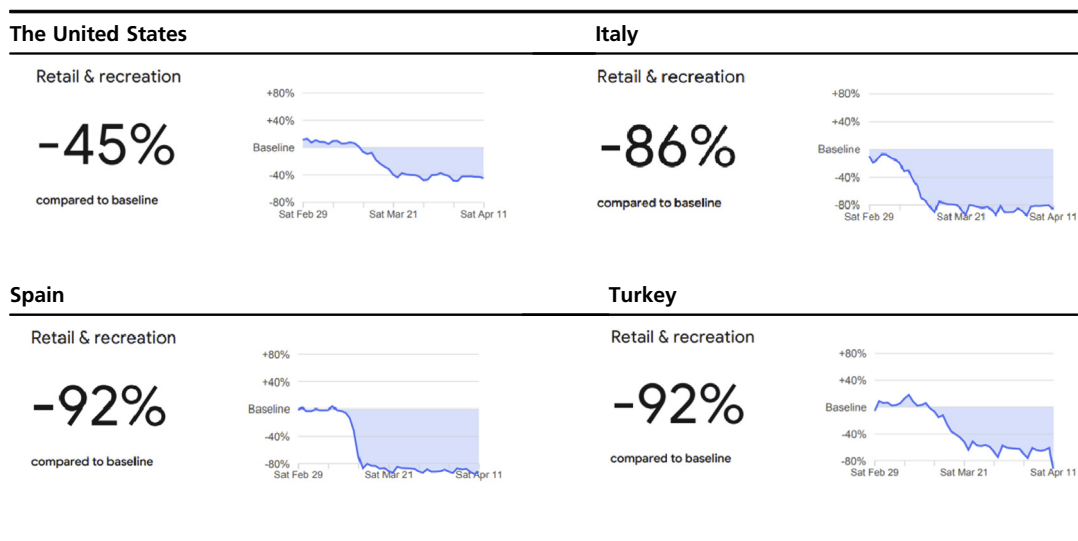 The United States
Italy
Retail & recreation
-45%
compared to baseline
+80%
+40%
Baseline
-40%
-80%
Sat Feb 29
Sat Mar 21
Sat Apr 11
Retail & recreation
-86%
compared to baseline
+80%
+40%
Baseline
-40%
-80%
Sat Feb 29
Sat Mar 21
Sat Apr 11
Spain
Turkey
Retail & recreation
-92%
compared to baseline
+80%
+40%
Baseline
-40%
-80%
Sat Feb 29
Sat Mar 21
Sat Apr 11
Retail & recreation
-92%
compared to baseline
+80%
+40%
Baseline
-40%
-80%
Sat Feb 29
Sat Mar 21
Sat Apr 11